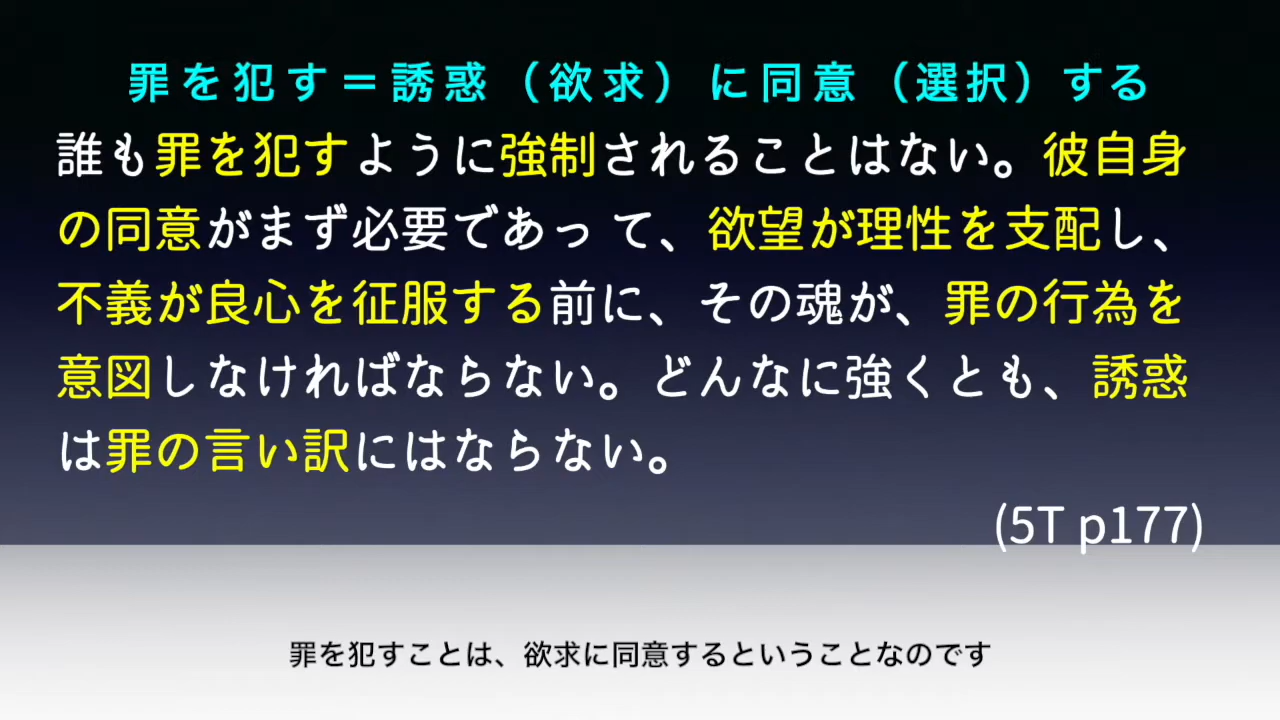 罪を犯す＝誘惑（欲求）に同意（選択）する
誰も罪を犯すように強制されることはない。彼自身
の同意がまず必要であって、欲望が理性を支配し、
不義が良心を征服する前に、その魂が、罪の行為を
意図しなければならない。どんなに強くとも、誘惑
は罪の言い訳にはならない。
(5T p177)
罪を犯すことは、欲求に同意するということなのです